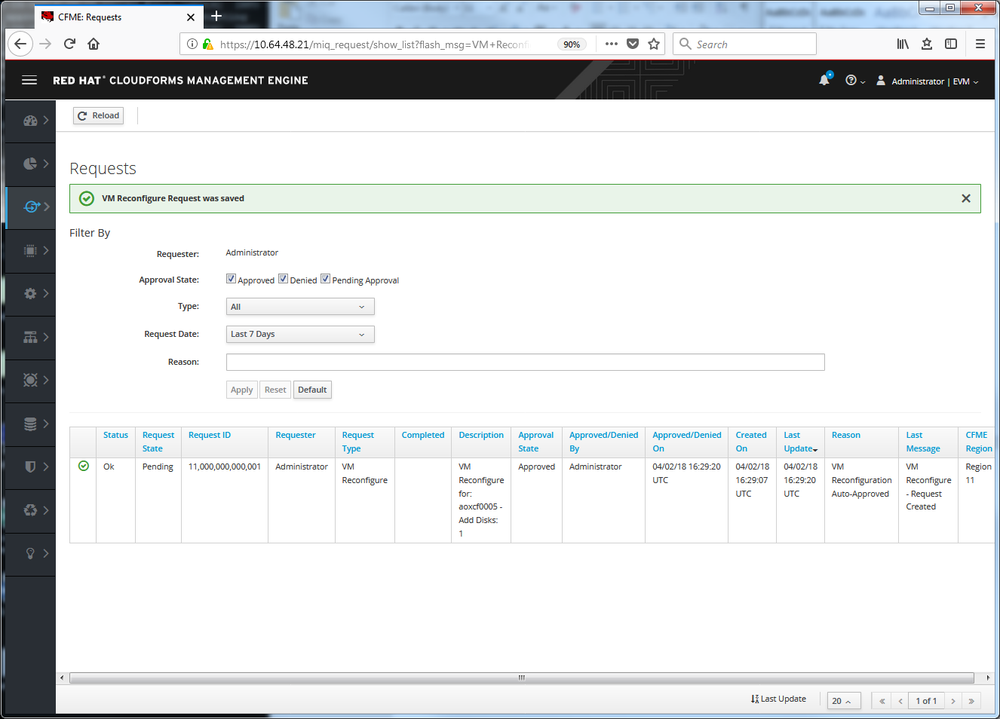 CFME: Requests
https://10.64.48.21/miq_request/show_list?flash_msg=VM+Reconf
90%
Search
RED HAT® CLOUDFORMS MANAGEMENT ENGINE
Administrator | EVM
Reload
Requests
VM Reconfigure Request was saved
Filter By
Requester: Administrator
Approval State: Approved Denied Pending Approval
Type: All
Request Date: Last 7 Days
Reason:
Apply Reset Default
Status Request State Request ID Requester Request Type Completed Description Approval State Approved/Denied By Approved/Denied On Created On Last Update Reason Last Message CFME Region
Ok Pending 11,000,000,000,001 Administrator VM Reconfigure VM Reconfigure for: aoxcf0005 - Add Disks: 1 Approved Administrator 04/02/18 16:29:20 UTC 04/02/18 16:29:07 UTC 04/02/18 16:29:20 UTC VM Reconfiguration Auto-Approved VM Reconfigure - Request Created Region 11
Last Update 20 1 of 1